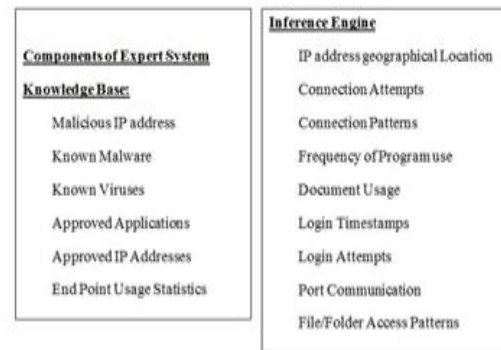 Components of Expert System
Knowledge Base:
Malicious IP address
Known Malware
Known Viruses
Approved Applications
Approved IP Addresses
End Point Usage Statistics
Inference Engine
IP address geographical Location
Connection Attempts
Connection Patterns
Frequency of Program use
Document Usage
Login Timestamps
Login Attempts
Port Communication
File/Folder Access Patterns